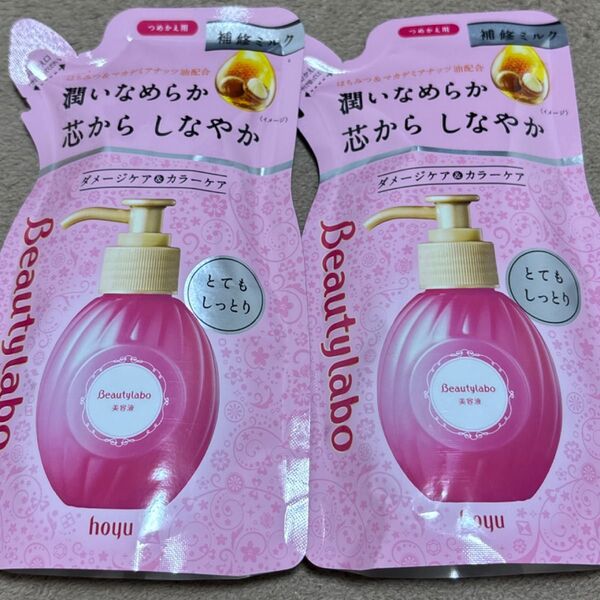 つめかえ用
補修ミルク
はちみつ&マカデミアナッツ油配合
潤いなめらか
芯から しなやか
(イメージ)
ダメージケア&カラーケア
Beautylabo
とても
しっとり
Beautylabo
美容液
hoyu
つめかえ用
補修ミルク
はちみつ&マカデミアナッツ油配合
潤いなめらか
芯から しなやか
(イメージ)
ダメージケア&カラーケア
Beautylabo
とても
しっとり
Beautylabo
美容液
hoyu